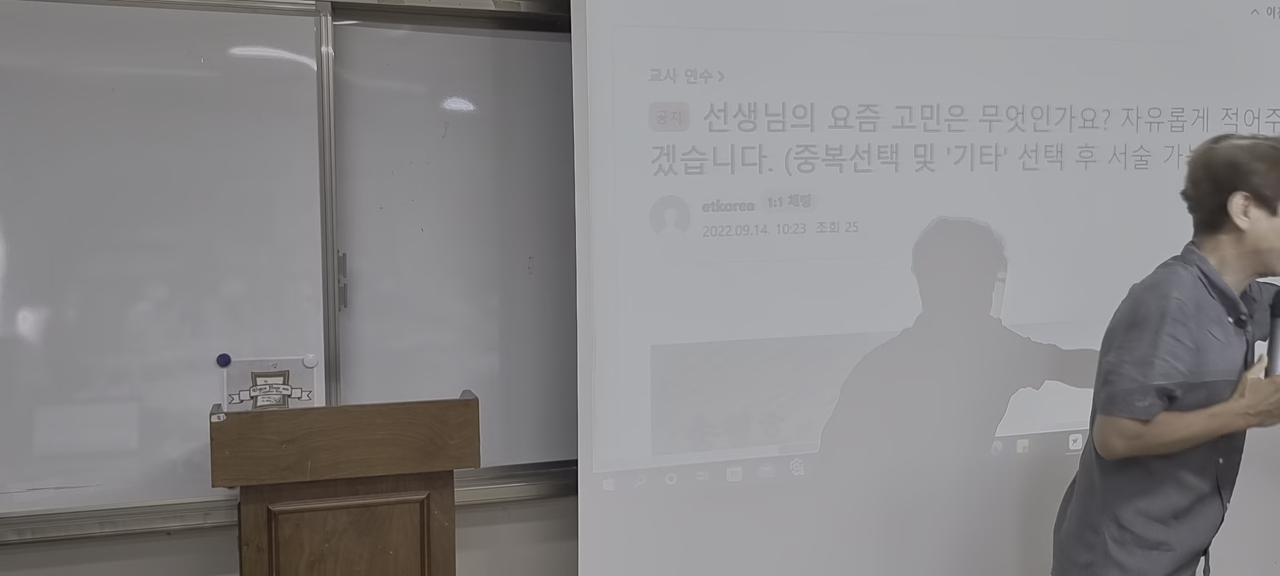 이전
교사 연수 >
공지 선생님의 요즘 고민은 무엇인가요? 자유롭게 적어주
겠습니다. (중복선택 및 '기타' 선택 후 서술 가능
etkorea 1:1 채팅
2022.09.14. 10:23 조회 25